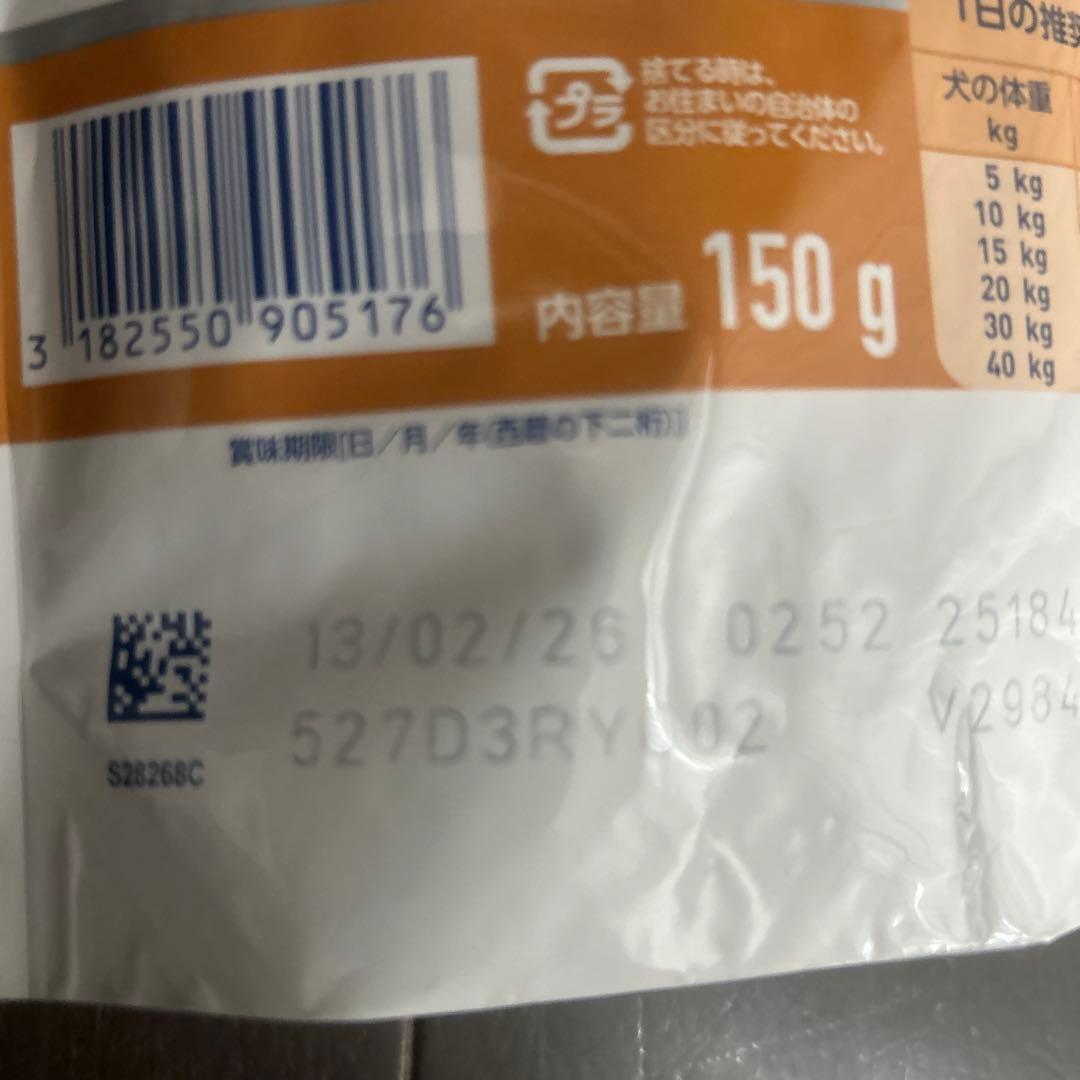 3 182550 905176
プラ
捨てる時は、
お住まいの自治体の
区分に従ってください。
内容量 150 g
1日の推奨
犬の体重
kg
5 kg
10 kg
15 kg
20 kg
30 kg
40 kg
賞味期限[日/月/年(西暦の下二桁)]
13/02/26 0252 25184
527D3RY 02 V2984
S28268C